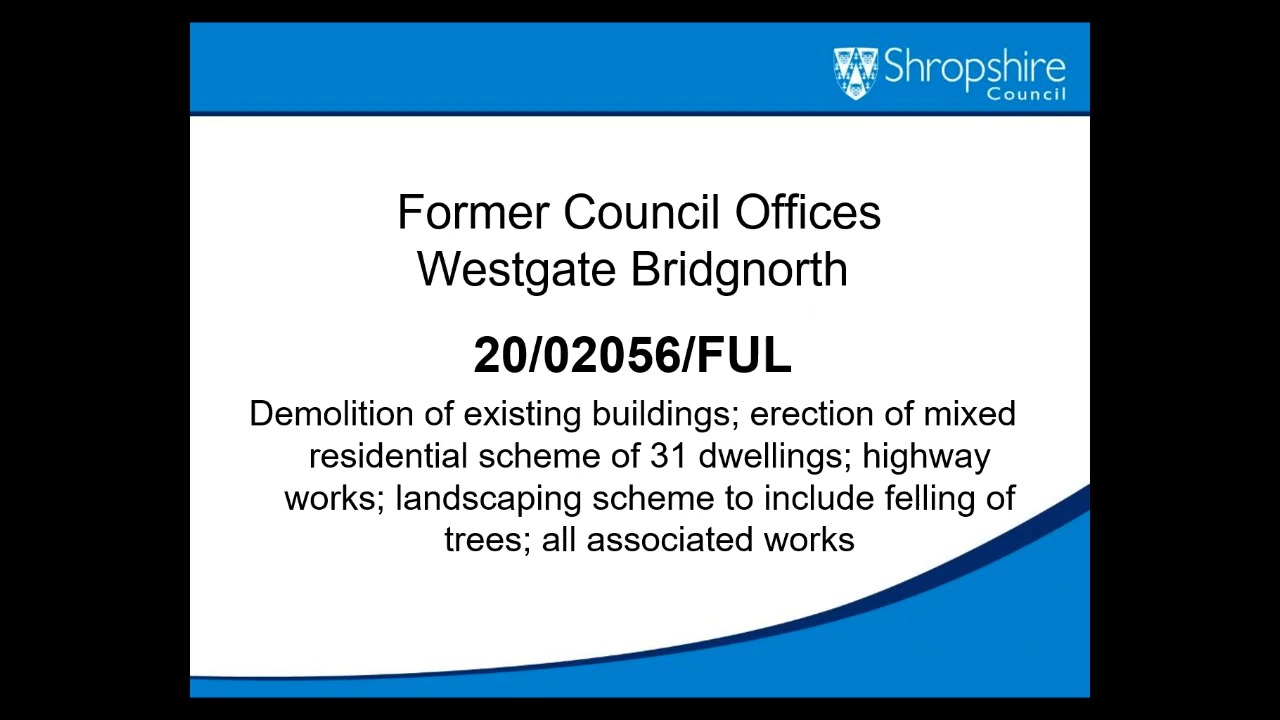 Shropshire
Council
Former Council Offices
Westgate Bridgnorth
20/02056/FUL
Demolition of existing buildings; erection of mixed
residential scheme of 31 dwellings; highway
works; landscaping scheme to include felling of
trees; all associated works